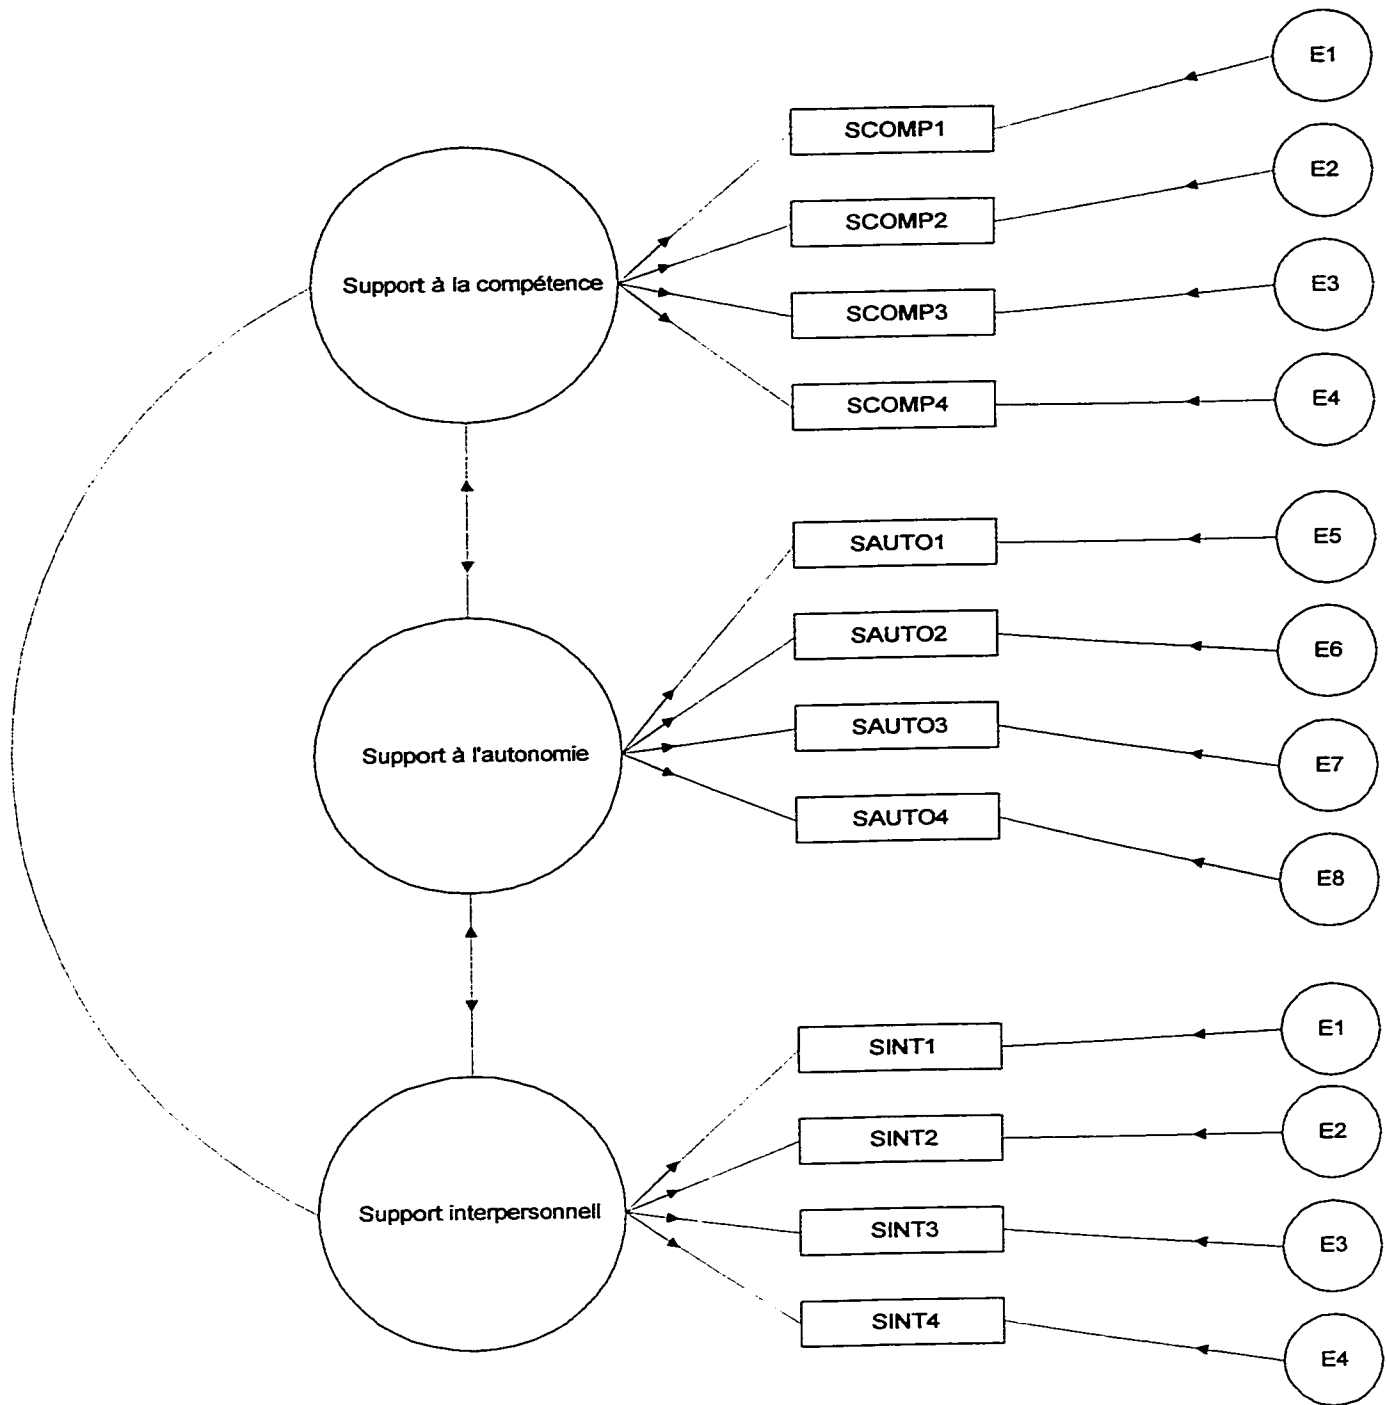 E1
SCOMP1
E2
SCOMP2
Support à la compétence
E3
SCOMP3
E4
SCOMP4
E5
SAUTO1
E6
SAUTO2
Support à l'autonomie
SAUTO3
E7
SAUTO4
E8
E1
SINT1
E2
SINT2
Support interpersonnell
SINT3
E3
SINT4
E4